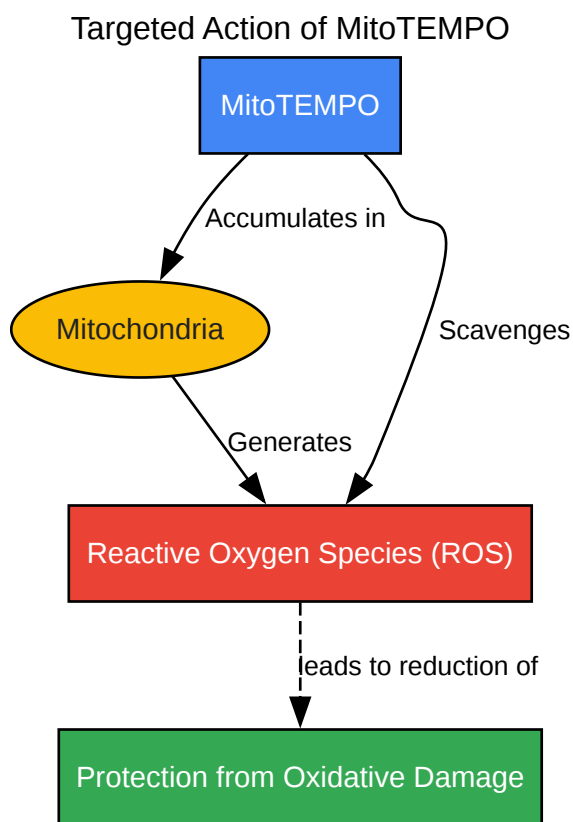 Targeted Action of MitoTEMPO
MitoTEMPO
Accumulates in
Mitochondria
Scavenges
Generates
Reactive Oxygen Species (ROS)
leads to reduction of
Protection from Oxidative Damage